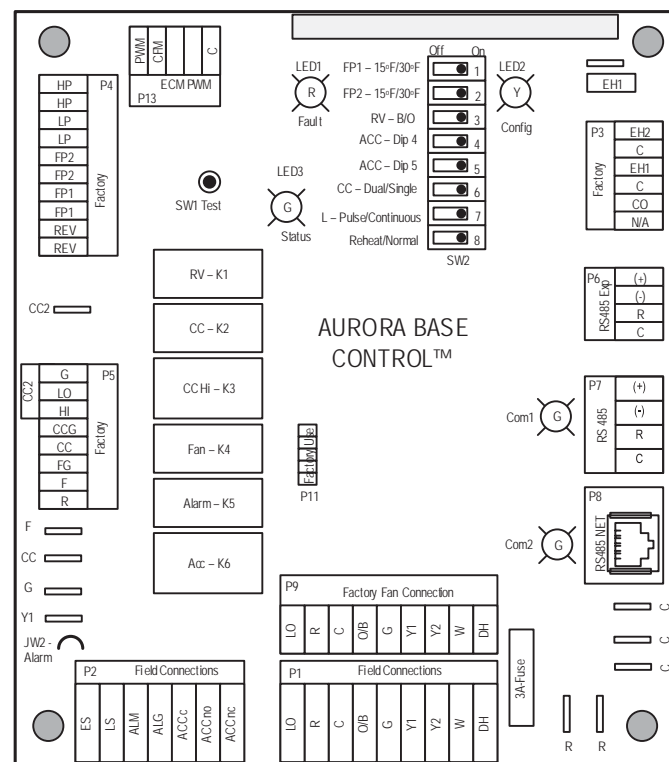 PWM
CFM
C
ECM PWM
P13
HP
HP
LP
LP
FP2
FP2
FP1
FP1
REV
REV
P4
Factory
SW1 Test
LED1
R
Fault
LED3
G
Status
Off On
FP1 – 15ºF/30ºF 1
FP2 – 15ºF/30ºF 2
RV – B/O 3
ACC – Dip 4 4
ACC – Dip 5 5
CC – Dual/Single 6
L – Pulse/Continuous 7
Reheat/Normal 8
SW2
LED2
Y
Config
EH1
P3
Factory
EH2
C
EH1
C
CO
N/A
P6
RS485 Exp
(+)
(-)
R
C
CC2
RV – K1
CC – K2
CC Hi – K3
Fan – K4
Alarm – K5
Acc – K6
AURORA BASE
CONTROL™
CC2
G
LO
HI
CCG
CC
FG
F
R
P5
Factory
Factory Use
P11
Com1
G
P7
RS 485
(+)
(-)
R
C
Com2
G
P8
RS485 NET
F
CC
G
Y1
JW2 -
Alarm
P9 Factory Fan Connection
LO R C O/B G Y1 Y2 W DH
P2 Field Connections
ES LS ALM ALG ACCc ACCno ACCnc
P1 Field Connections
LO R C O/B G Y1 Y2 W DH
3A-Fuse
C
C
C
R R